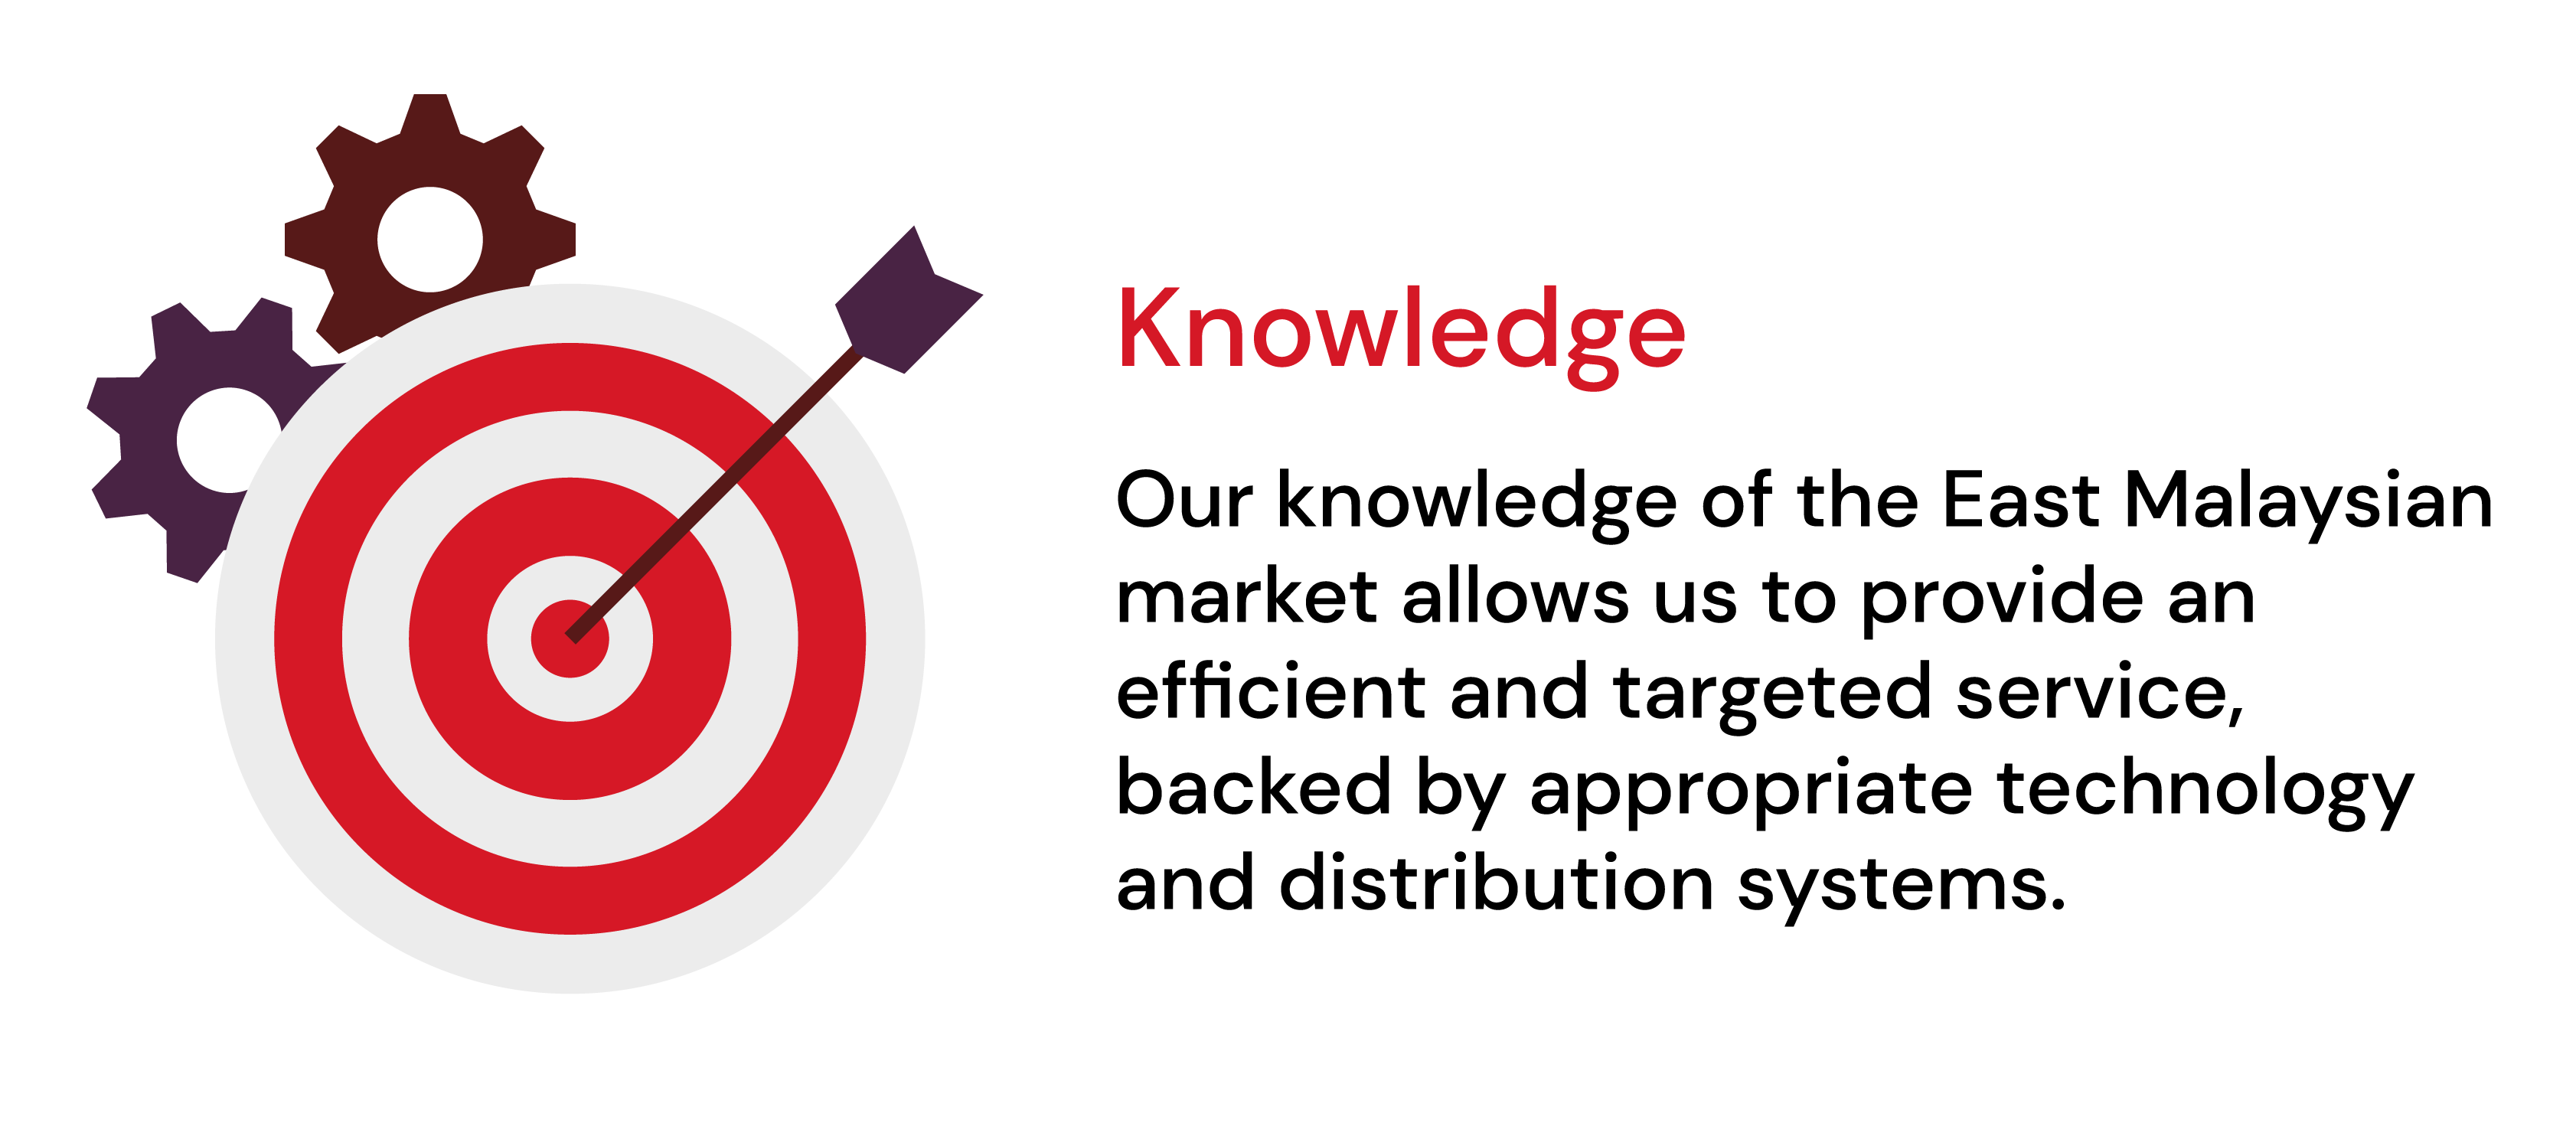 Knowledge
Our knowledge of the East Malaysian
market allows us to provide an
efficient and targeted service,
backed by appropriate technology
and distribution systems.